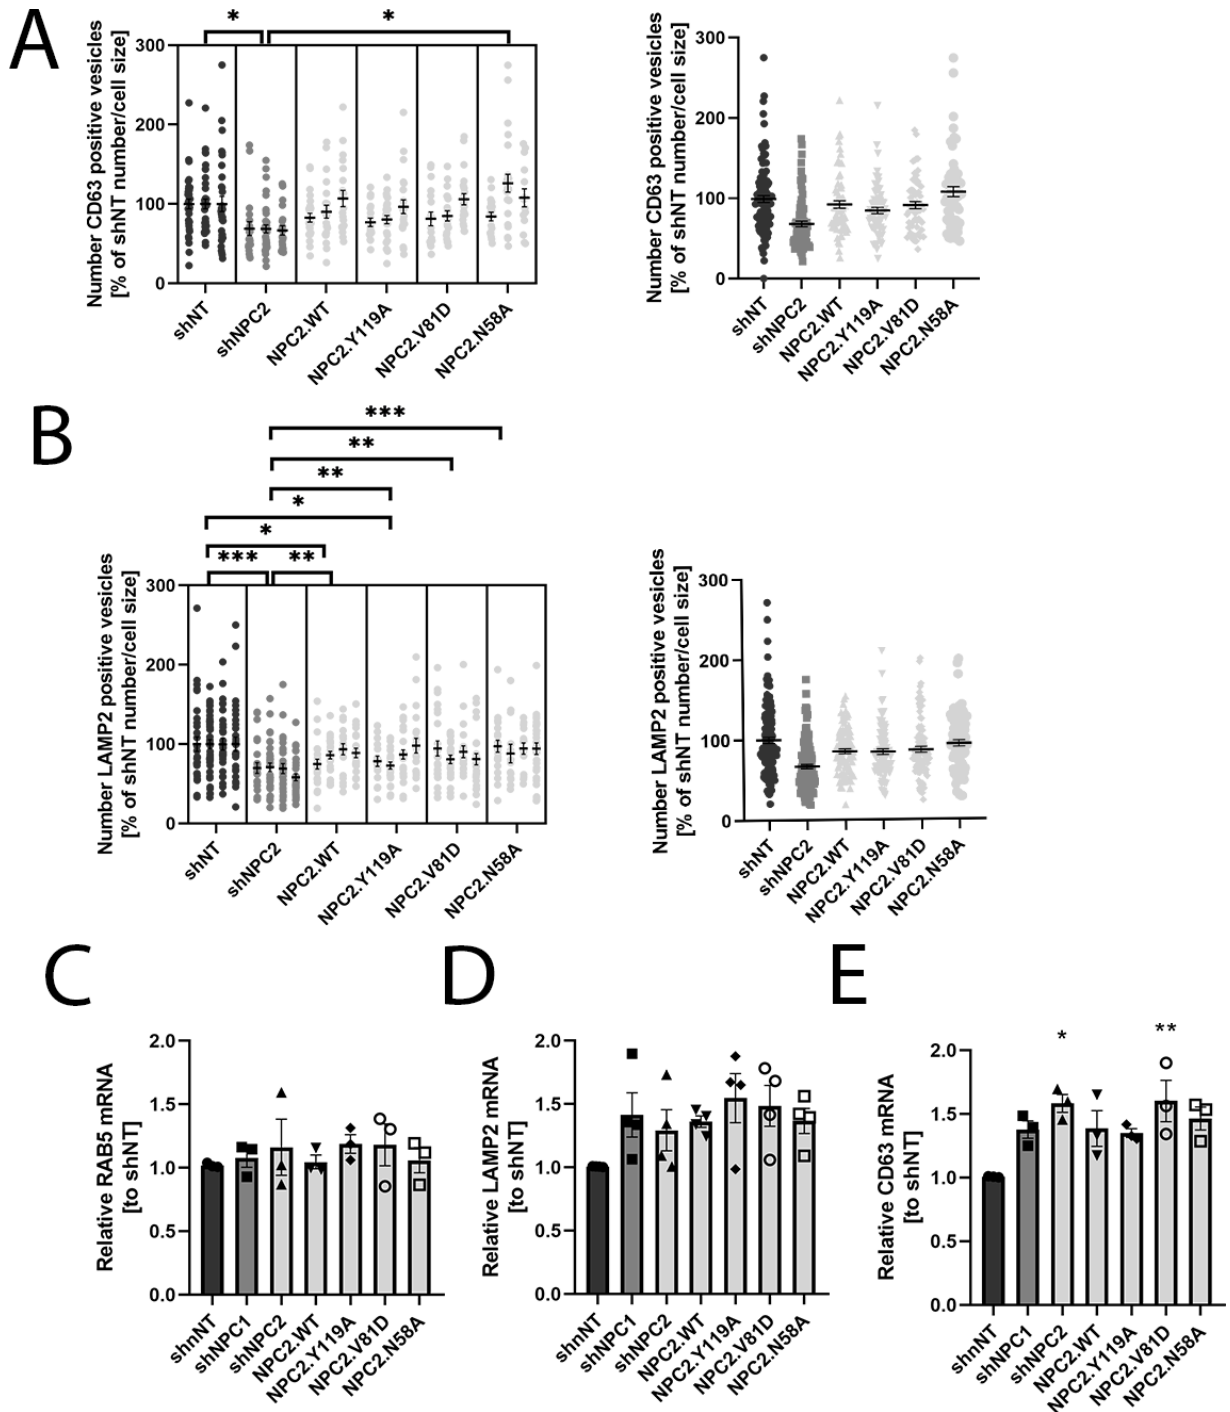 A
* *
Number CD63 positive vesicles
[% of shNT number/cell size]
300
200
100
0
shNT
shNPC2
NPC2.WT
NPC2.Y119A
NPC2.V81D
NPC2.N58A
Number CD63 positive vesicles
[% of shNT number/cell size]
300
200
100
0
shNT
shNPC2
NPC2.WT
NPC2.Y119A
NPC2.V81D
NPC2.N58A
B
***
**
**
*
*
*** **
Number LAMP2 positive vesicles
[% of shNT number/cell size]
300
200
100
0
shNT
shNPC2
NPC2.WT
NPC2.Y119A
NPC2.V81D
NPC2.N58A
Number LAMP2 positive vesicles
[% of shNT number/cell size]
300
200
100
0
shNT
shNPC2
NPC2.WT
NPC2.Y119A
NPC2.V81D
NPC2.N58A
C
Relative RAB5 mRNA
[to shNT]
2.0
1.5
1.0
0.5
0.0
shnNT
shNPC1
shNPC2
NPC2.WT
NPC2.Y119A
NPC2.V81D
NPC2.N58A
D
Relative LAMP2 mRNA
[to shNT]
2.0
1.5
1.0
0.5
0.0
shnNT
shNPC1
shNPC2
NPC2.WT
NPC2.Y119A
NPC2.V81D
NPC2.N58A
E
* **
Relative CD63 mRNA
[to shNT]
2.0
1.5
1.0
0.5
0.0
shnNT
shNPC1
shNPC2
NPC2.WT
NPC2.Y119A
NPC2.V81D
NPC2.N58A